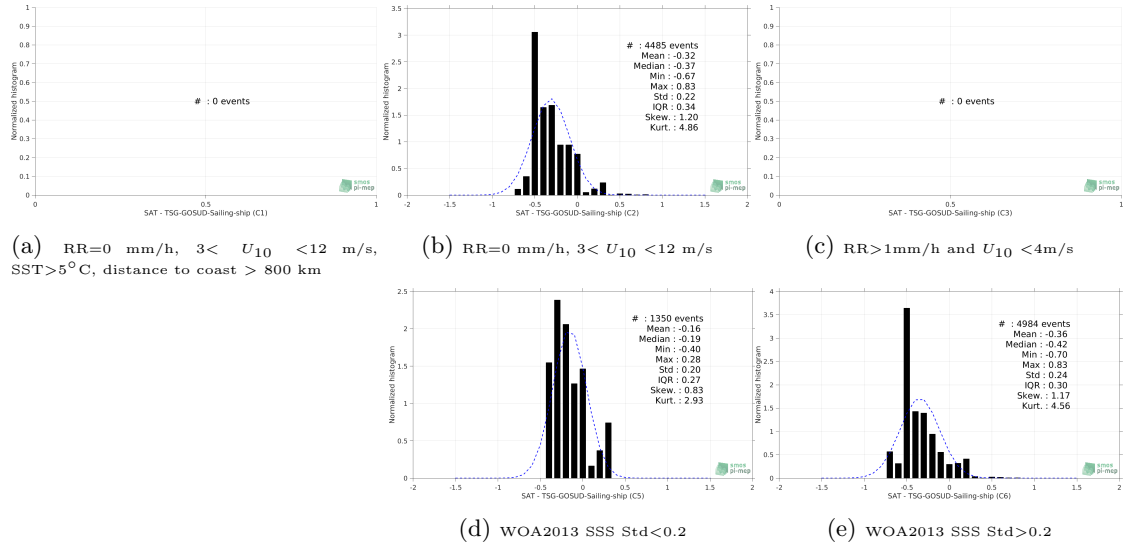 1
0.9
0.8
0.7
0.6
0.5
0.4
0.3
0.2
0.1
0
Normalized histogram
# : 0 events
0 0.5 1
SAT - TSG-GOSUD-Sailing-ship (C1)
smos
pi-mep
(a) RR=0 mm/h, 3< U10 <12 m/s,
SST>5°C, distance to coast > 800 km
3.5
3
2.5
2
1.5
1
0.5
0
Normalized histogram
# : 4485 events
Mean : -0.32
Median : -0.37
Min : -0.67
Max : 0.83
Std : 0.22
IQR : 0.34
Skew. : 1.20
Kurt. : 4.86
-2 -1.5 -1 -0.5 0 0.5 1 1.5 2
SAT - TSG-GOSUD-Sailing-ship (C2)
smos
pi-mep
(b) RR=0 mm/h, 3< U10 <12 m/s
1
0.9
0.8
0.7
0.6
0.5
0.4
0.3
0.2
0.1
0
Normalized histogram
# : 0 events
0 0.5 1
SAT - TSG-GOSUD-Sailing-ship (C3)
smos
pi-mep
(c) RR>1mm/h and U10 <4m/s
2.5
2
1.5
1
0.5
0
Normalized histogram
# : 1350 events
Mean : -0.16
Median : -0.19
Min : -0.40
Max : 0.28
Std : 0.20
IQR : 0.27
Skew. : 0.83
Kurt. : 2.93
-2 -1.5 -1 -0.5 0 0.5 1 1.5 2
SAT - TSG-GOSUD-Sailing-ship (C5)
smos
pi-mep
(d) WOA2013 SSS Std<0.2
4
3.5
3
2.5
2
1.5
1
0.5
0
Normalized histogram
# : 4984 events
Mean : -0.36
Median : -0.42
Min : -0.70
Max : 0.83
Std : 0.24
IQR : 0.30
Skew. : 1.17
Kurt. : 4.56
-2 -1.5 -1 -0.5 0 0.5 1 1.5 2
SAT - TSG-GOSUD-Sailing-ship (C6)
smos
pi-mep
(e) WOA2013 SSS Std>0.2